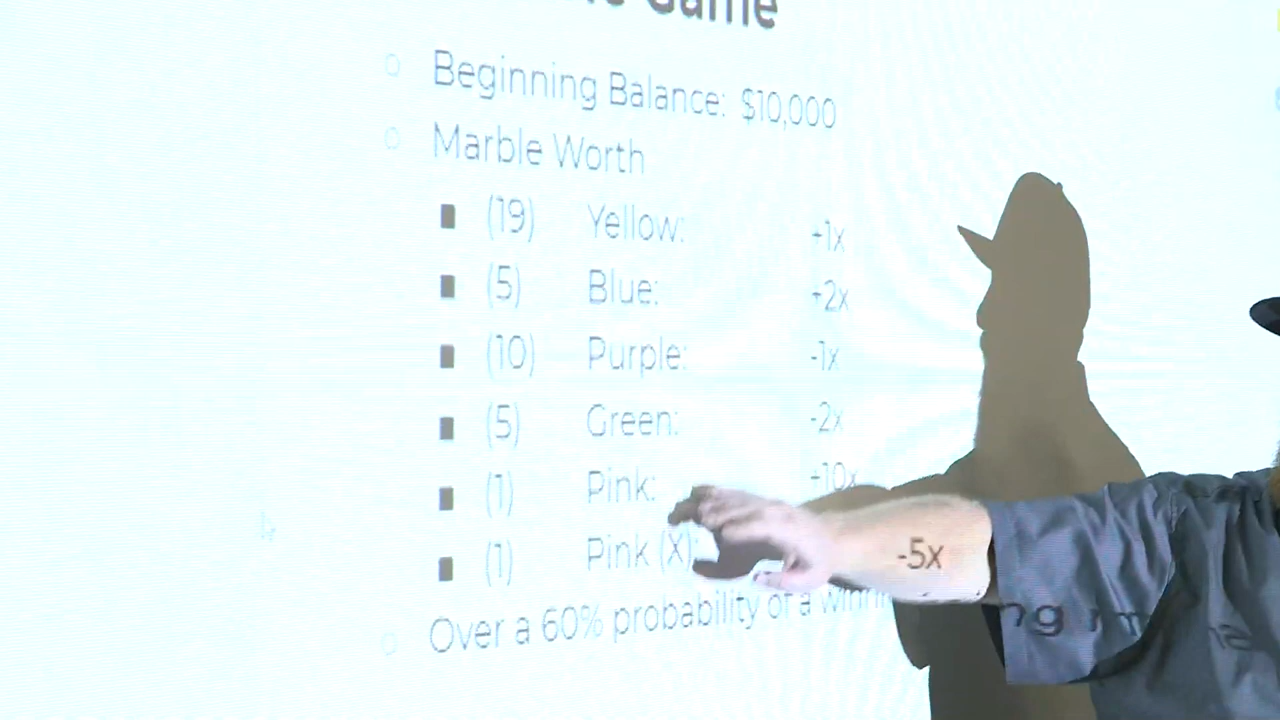 Game
Beginning Balance: $10,000
Marble Worth
(19) Yellow: +1x
(5) Blue: +2x
(10) Purple: -1x
(5) Green: -2x
(1) Pink: +10x
(1) Pink (X): -5x
Over a 60% probability of a